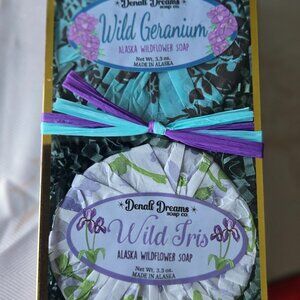 Denali Dreams
soap co.
Wild Geranium
ALASKA WILDFLOWER SOAP
Net Wt. 3.3 oz.
MADE IN ALASKA
Denali Dreams
soap co.
Wild Iris
ALASKA WILDFLOWER SOAP
Net Wt. 3.3 oz.
MADE IN ALASKA